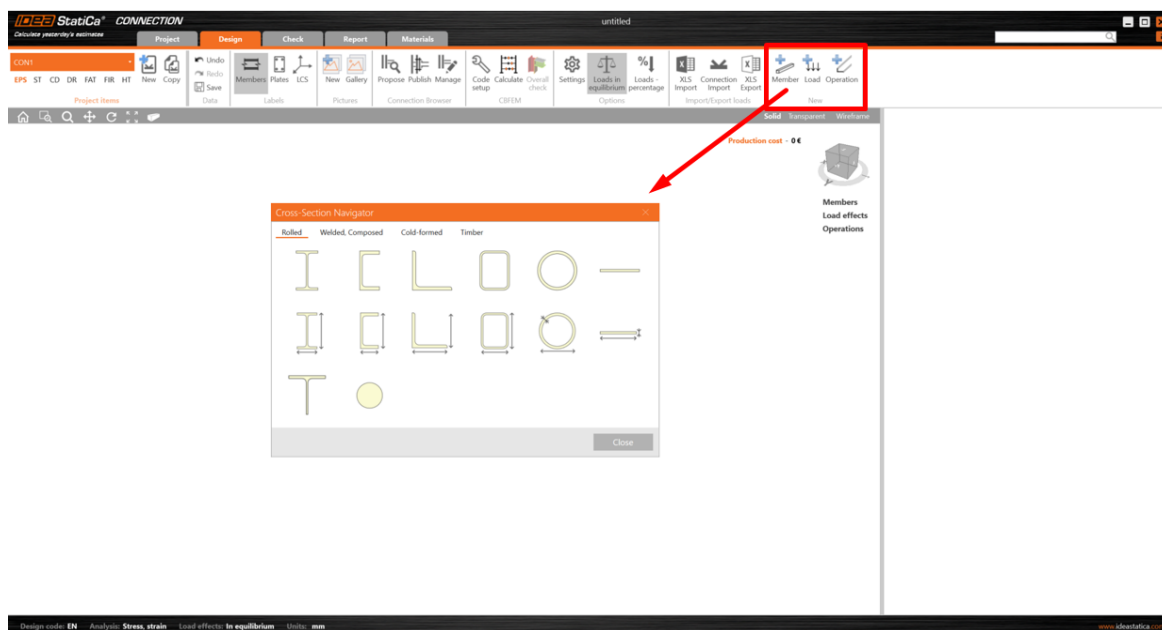 IDEA StatiCa® CONNECTION
untitled
Calculate yesterday's estimates
Project Design Check Report Materials
CON1
EPS ST CD DR FAT FIR HT
New Copy
Undo
Redo
Save
Members Plates LCS
New Gallery
Propose Publish Manage
Code setup Calculate Overall check
Settings Loads in equilibrium Loads - percentage
XLS Import Connection Import XLS Export
Member Load Operation
Project items Data Labels Pictures Connection Browser CBFEM Options Import/Export loads New
Solid Transparent Wireframe
Production cost - 0 €
Members
Load effects
Operations
Cross-Section Navigator
Rolled Welded, Composed Cold-formed Timber
Close
Design code: EN Analysis: Stress, strain Load effects: In equilibrium Units: mm
www.ideastatica.com